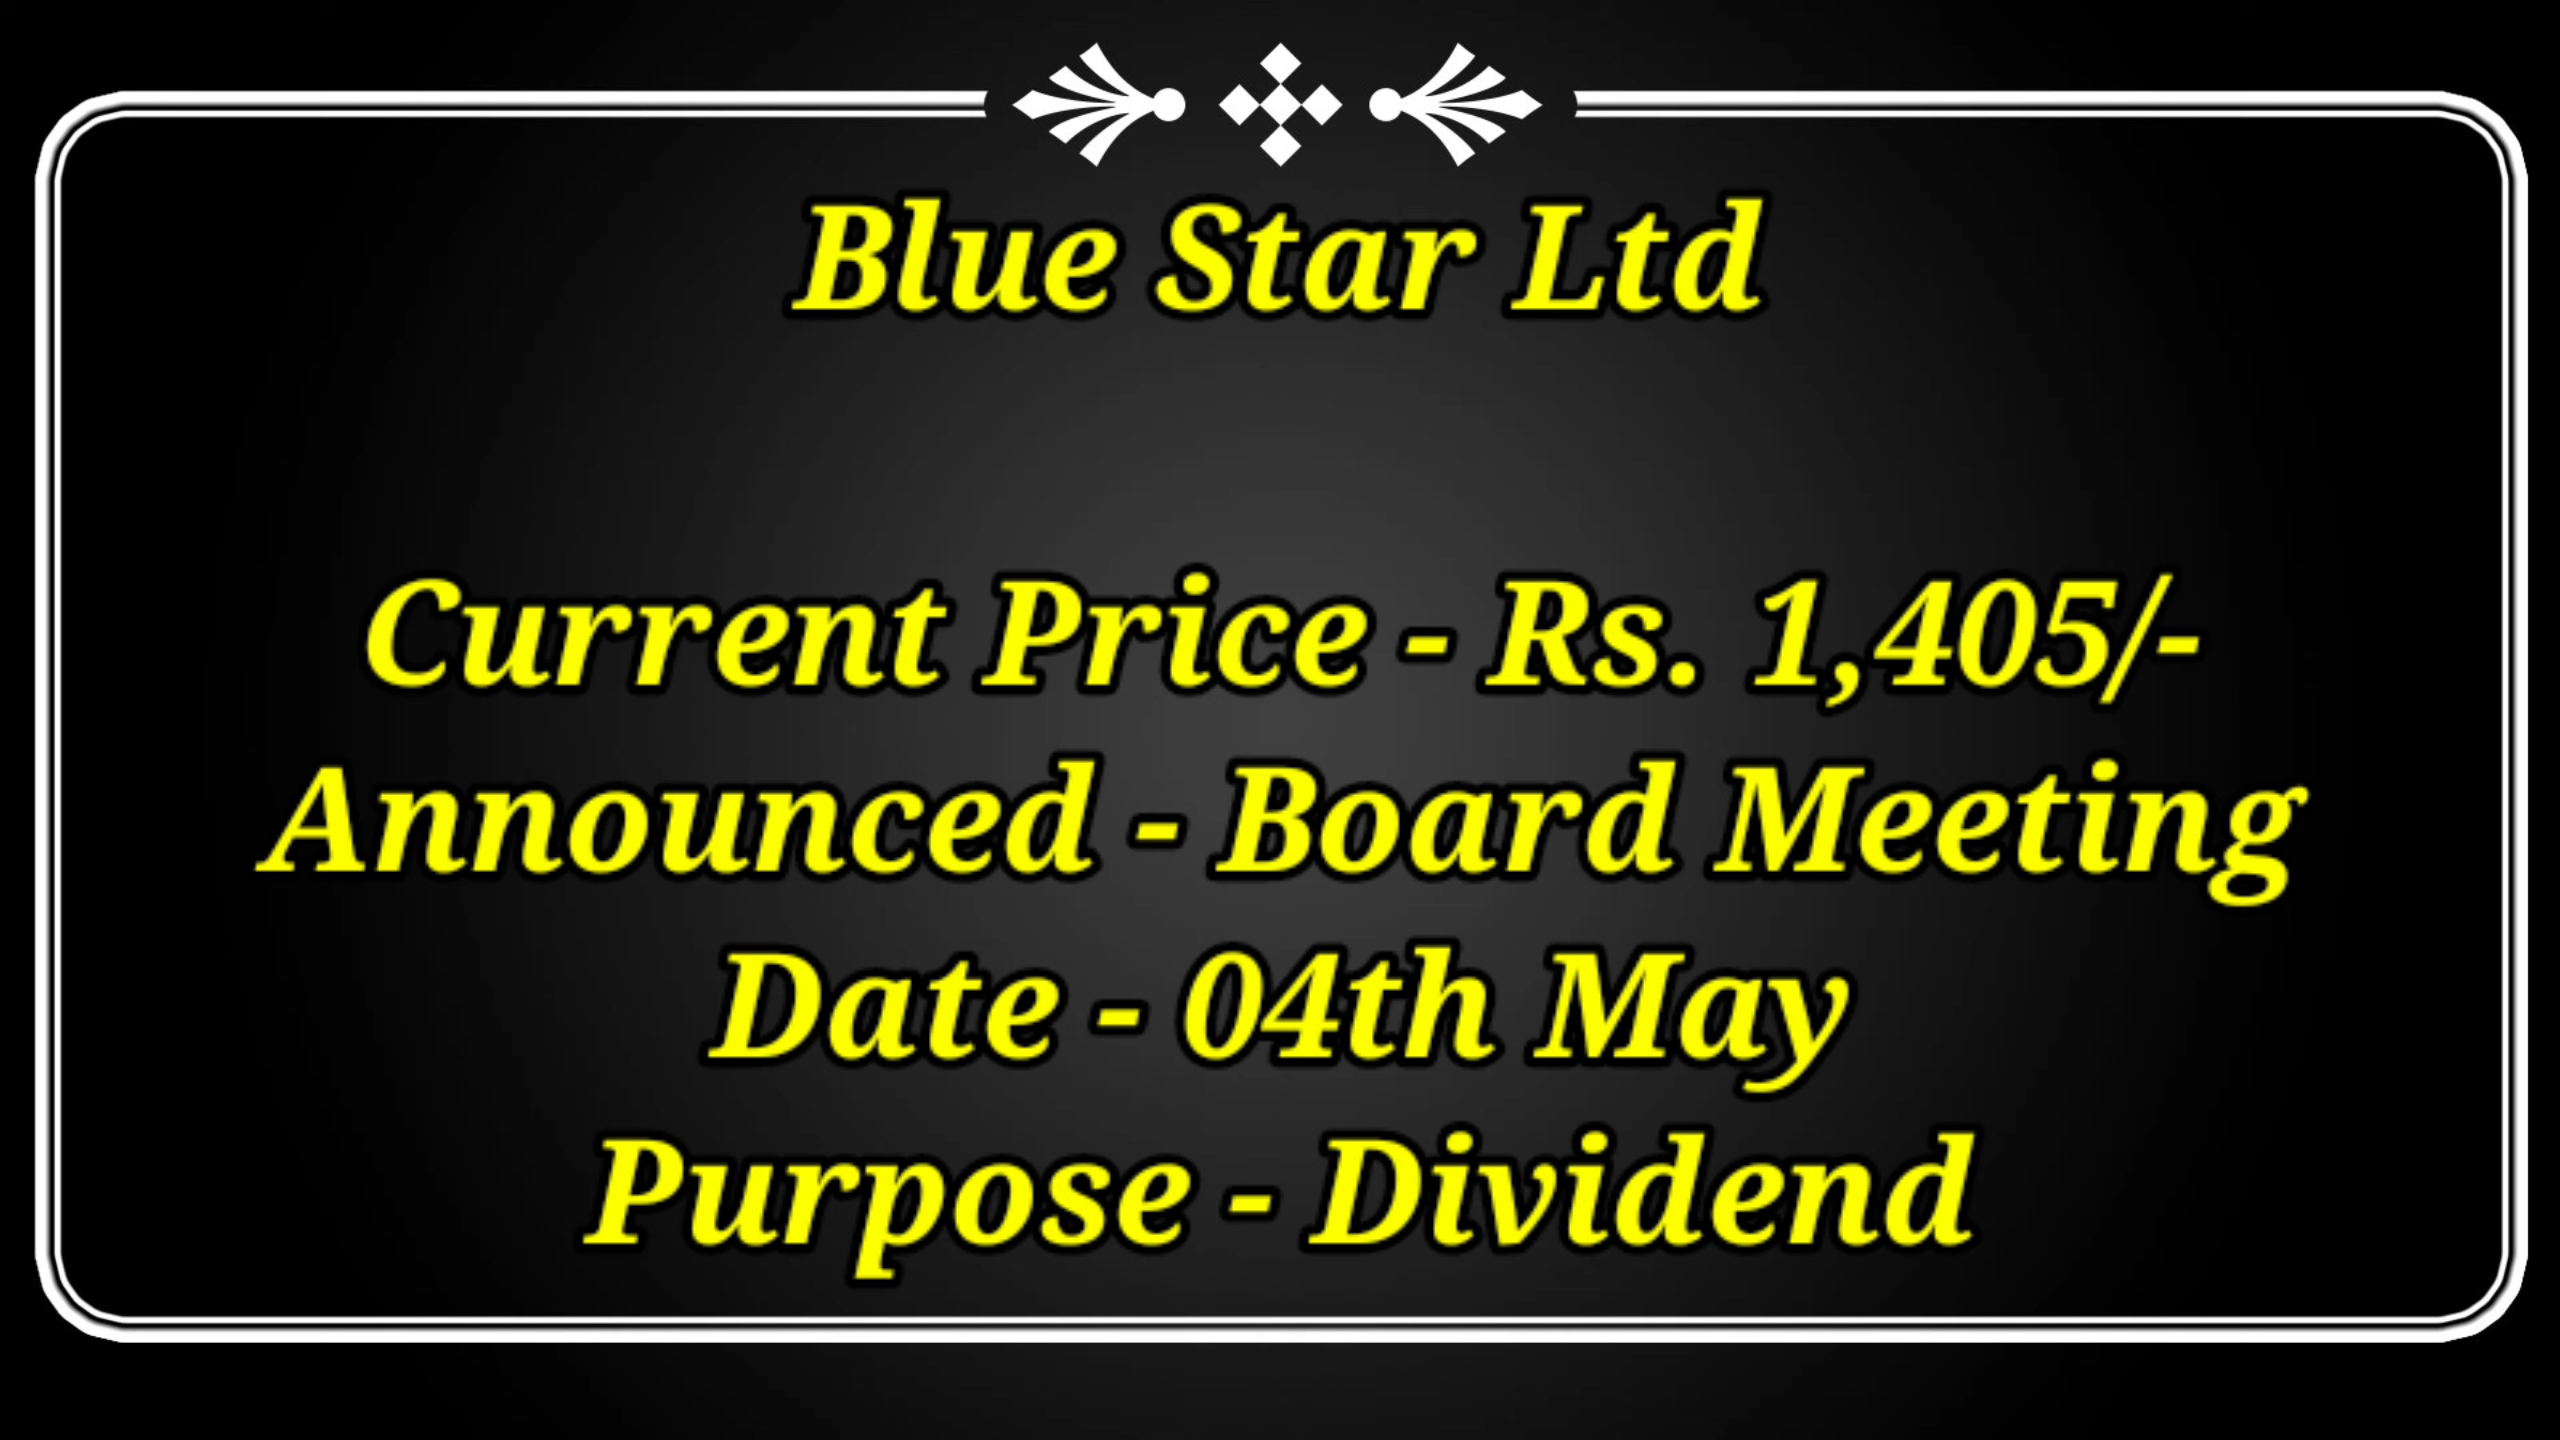 Blue Star Ltd
Current Price - Rs. 1,405/-
Announced - Board Meeting
Date - 04th May
Purpose - Dividend